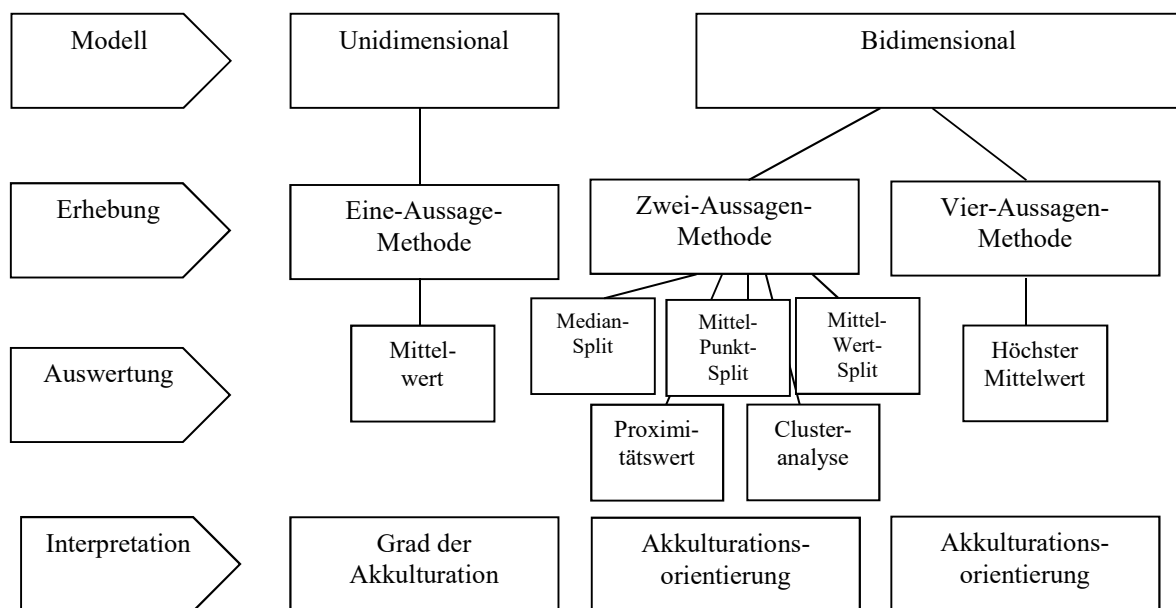 Modell
Unidimensional
Bidimensional
Erhebung
Eine-Aussage-
Methode
Zwei-Aussagen-
Methode
Vier-Aussagen-
Methode
Auswertung
Mittel-
wert
Median-
Split
Mittel-
Punkt-
Split
Mittel-
Wert-
Split
Höchster
Mittelwert
Proximi-
tätswert
Cluster-
analyse
Interpretation
Grad der
Akkulturation
Akkulturations-
orientierung
Akkulturations-
orientierung